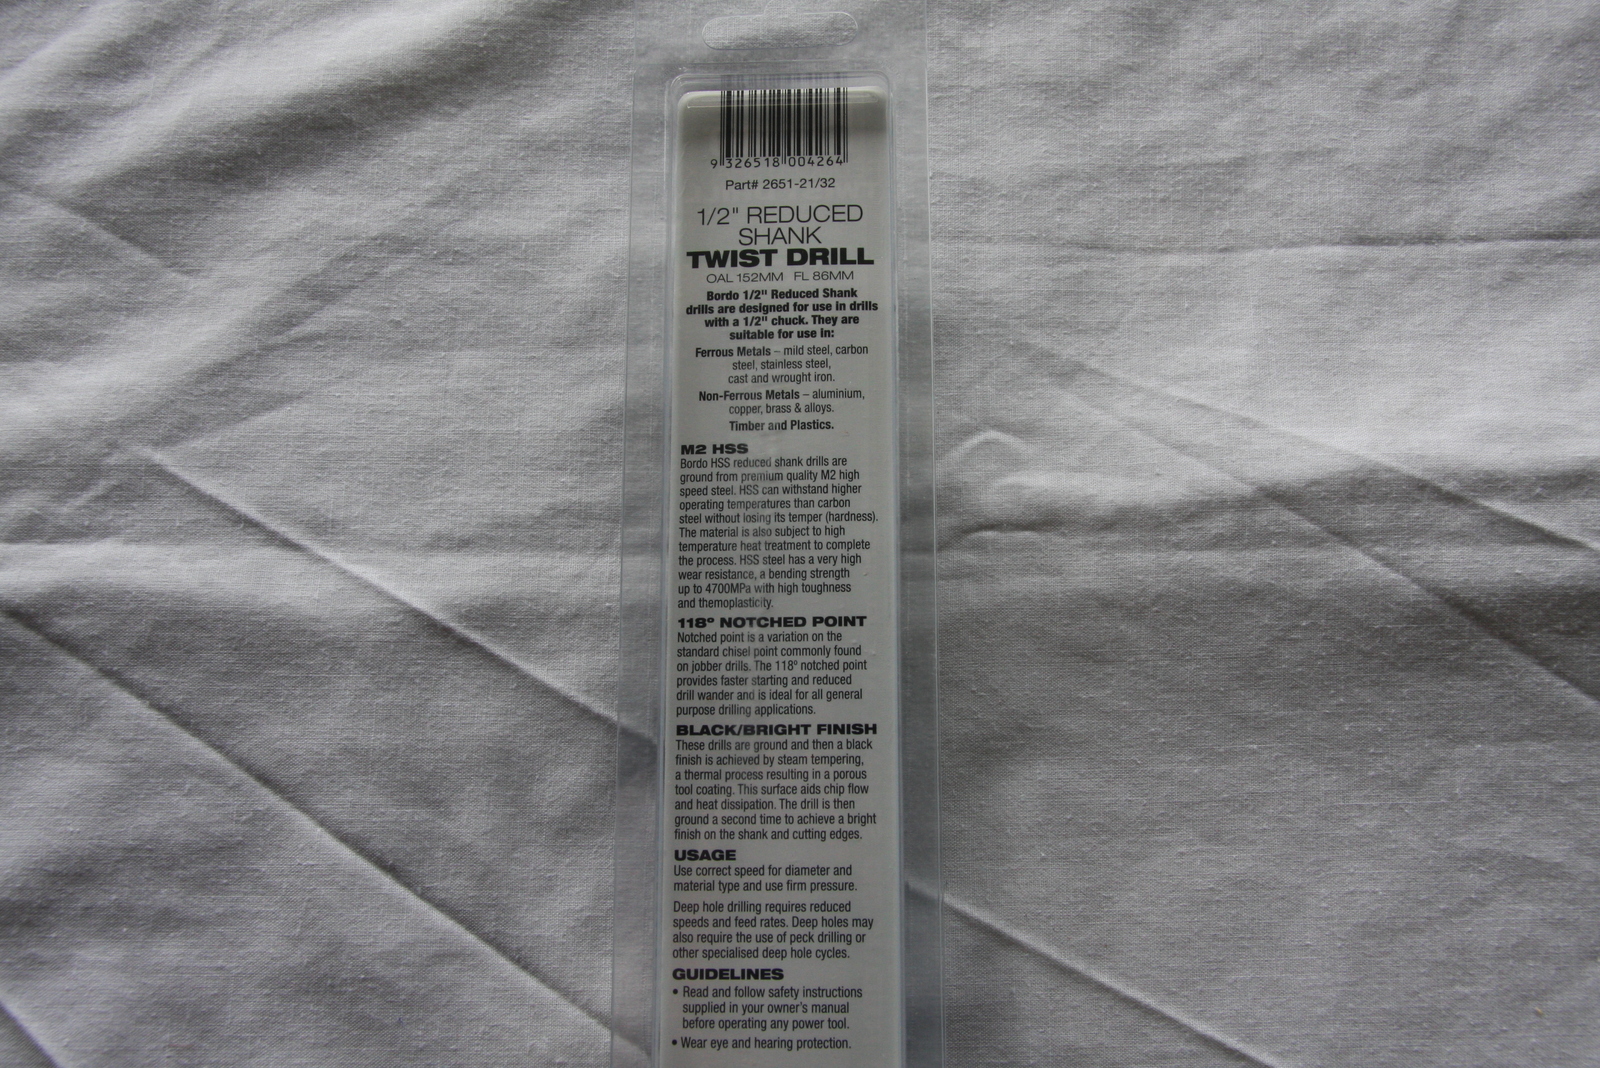 9 326518 004264
Part# 2651-21/32
1/2" REDUCED
SHANK
TWIST DRILL
OAL 152MM FL 86MM
Bordo 1/2" Reduced Shank
drills are designed for use in drills
with a 1/2" chuck. They are
suitable for use in:
Ferrous Metals – mild steel, carbon
steel, stainless steel,
cast and wrought iron.
Non-Ferrous Metals – aluminium,
copper, brass & alloys.
Timber and Plastics.
M2 HSS
Bordo HSS reduced shank drills are
ground from premium quality M2 high
speed steel. HSS can withstand higher
operating temperatures than carbon
steel without losing its temper (hardness).
The material is also subject to high
temperature heat treatment to complete
the process. HSS steel has a very high
wear resistance, a bending strength
up to 4700MPa with high toughness
and themoplasticity.
118º NOTCHED POINT
Notched point is a variation on the
standard chisel point commonly found
on jobber drills. The 118º notched point
provides faster starting and reduced
drill wander and is ideal for all general
purpose drilling applications.
BLACK/BRIGHT FINISH
These drills are ground and then a black
finish is achieved by steam tempering,
a thermal process resulting in a porous
tool coating. This surface aids chip flow
and heat dissipation. The drill is then
ground a second time to achieve a bright
finish on the shank and cutting edges.
USAGE
Use correct speed for diameter and
material type and use firm pressure.
Deep hole drilling requires reduced
speeds and feed rates. Deep holes may
also require the use of peck drilling or
other specialised deep hole cycles.
GUIDELINES
• Read and follow safety instructions
supplied in your owner's manual
before operating any power tool.
• Wear eye and hearing protection.